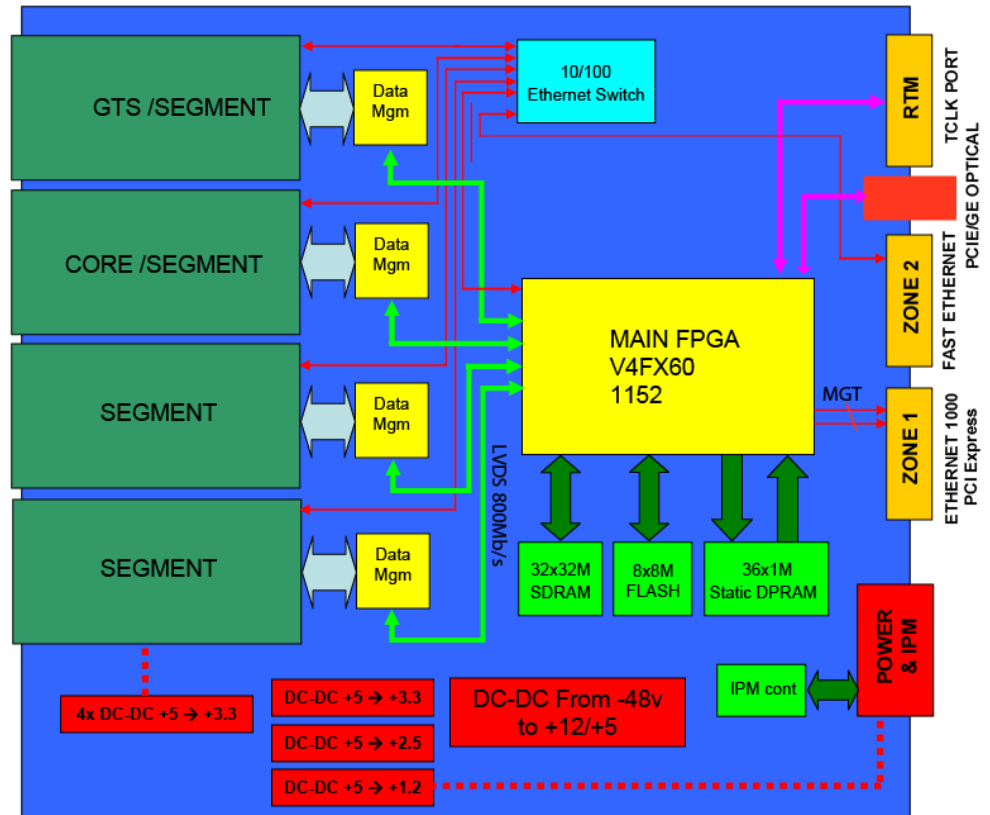 GTS /SEGMENT
Data
Mgm
10/100
Ethernet Switch
RTM
TCLK PORT
PCIE/GE OPTICAL
CORE /SEGMENT
Data
Mgm
ZONE 2
FAST ETHERNET
MAIN FPGA
V4FX60
1152
SEGMENT
Data
Mgm
MGT
ZONE 1
ETHERNET 1000
PCI Express
LVDS 800Mb/s
SEGMENT
Data
Mgm
32x32M
SDRAM
8x8M
FLASH
36x1M
Static DPRAM
POWER
& IPM
IPM cont
4x DC-DC +5 → +3.3
DC-DC +5 → +3.3
DC-DC +5 → +2.5
DC-DC +5 → +1.2
DC-DC From -48v
to +12/+5